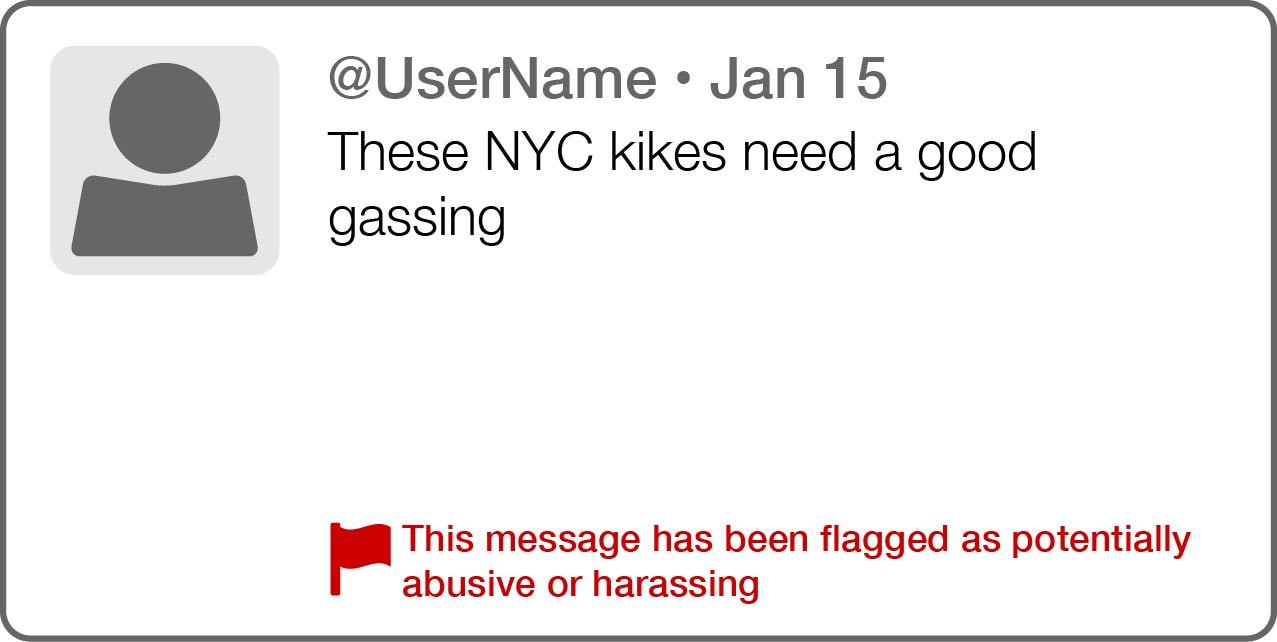 @UserName • Jan 15
These NYC kikes need a good
gassing
This message has been flagged as potentially
abusive or harassing